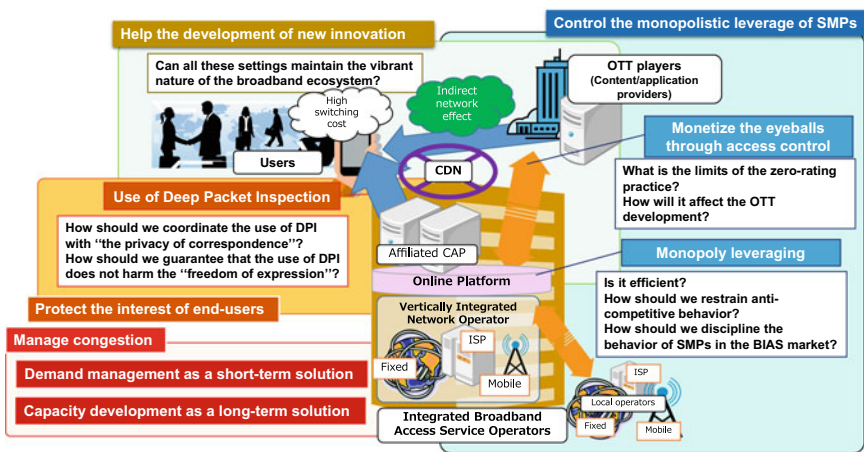 Help the development of new innovation
Control the monopolistic leverage of SMPs
Can all these settings maintain the vibrant
nature of the broadband ecosystem?
High
switching
cost
Indirect
network
effect
OTT players
(Content/application
providers)
Users
CDN
Monetize the eyeballs
through access control
What is the limits of the zero-rating
practice?
How will it affect the OTT
development?
Use of Deep Packet Inspection
How should we coordinate the use of DPI
with “the privacy of correspondence”?
How should we guarantee that the use of DPI
does not harm the “freedom of expression”?
Protect the interest of end-users
Affiliated CAP
Online Platform
Monopoly leveraging
Is it efficient?
How should we restrain anti-
competitive behavior?
How should we discipline the
behavior of SMPs in the BIAS market?
Vertically Integrated
Network Operator
ISP
Fixed
Mobile
Manage congestion
Demand management as a short-term solution
Capacity development as a long-term solution
Integrated Broadband
Access Service Operators
ISP
Local operators
Fixed
Mobile